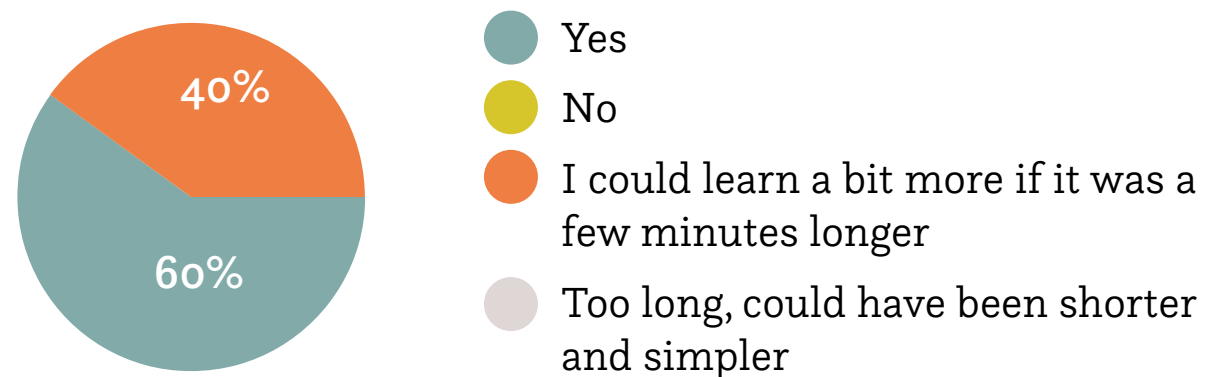 40%
60%
Yes
No
I could learn a bit more if it was a
few minutes longer
Too long, could have been shorter
and simpler